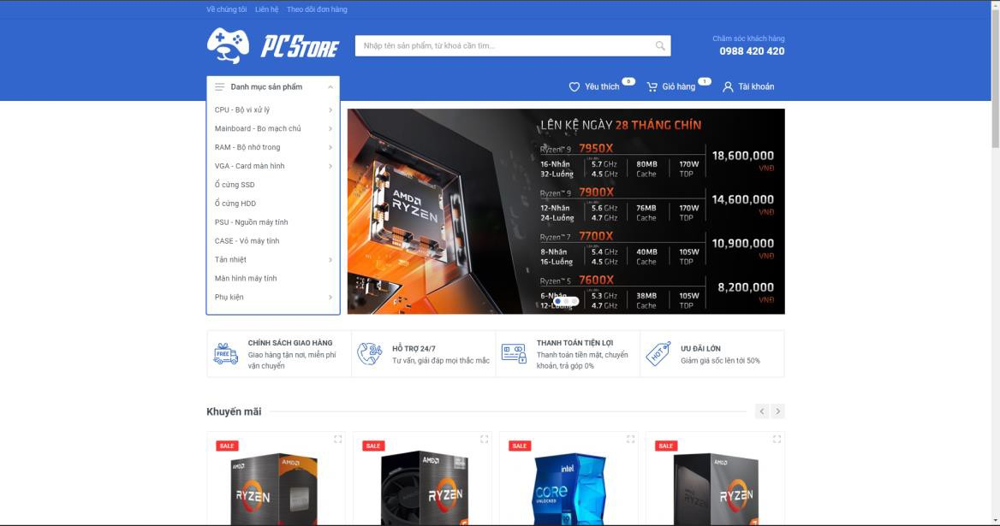 Về chúng tôi Liên hệ Theo dõi đơn hàng
PC STORE
Nhập tên sản phẩm, từ khoá cần tìm...
Chăm sóc khách hàng
0988 420 420
Danh mục sản phẩm
Yêu thích 0 Giỏ hàng 1 Tài khoản
CPU - Bộ vi xử lý
Mainboard - Bo mạch chủ
RAM - Bộ nhớ trong
VGA - Card màn hình
Ổ cứng SSD
Ổ cứng HDD
PSU - Nguồn máy tính
CASE - Vỏ máy tính
Tản nhiệt
Màn hình máy tính
Phụ kiện
AMD
RYZEN
LÊN KỆ NGÀY 28 THÁNG CHÍN
Ryzen™ 9 7950X
16-Nhân 5.7 GHz 80MB 170W
32-Luồng 4.5 GHz Cache TDP
18,600,000
VNĐ
Ryzen™ 9 7900X
12-Nhân 5.6 GHz 76MB 170W
24-Luồng 4.7 GHz Cache TDP
14,600,000
VNĐ
Ryzen™ 7 7700X
8-Nhân 5.4 GHz 40MB 105W
16-Luồng 4.5 GHz Cache TDP
10,900,000
VNĐ
Ryzen™ 5 7600X
6-Nhân 5.3 GHz 38MB 105W
12-Luồng 4.7 GHz Cache TDP
8,200,000
VNĐ
FREE
CHÍNH SÁCH GIAO HÀNG
Giao hàng tận nơi, miễn phí
vận chuyển
24
HỖ TRỢ 24/7
Tư vấn, giải đáp mọi thắc mắc
THANH TOÁN TIỆN LỢI
Thanh toán tiền mặt, chuyển
khoản, trả góp 0%
HOT
ƯU ĐÃI LỚN
Giảm giá sốc lên tới 50%
Khuyến mãi
SALE
AMD AMD
RYZEN
SALE
AMD
RYZEN
5
SALE
intel
CORE
UNLOCKED
i9
SALE
AMD
RYZEN
7